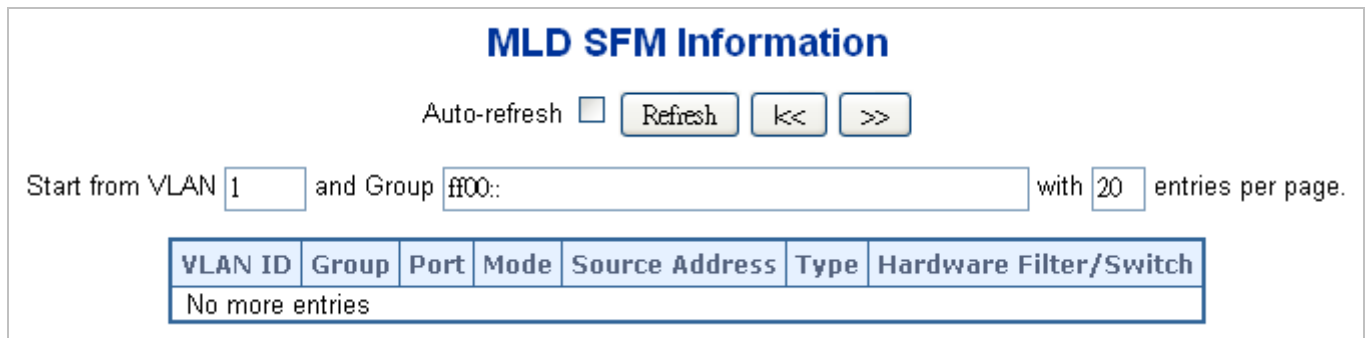 MLD SFM Information
Auto-refresh Refresh |<< >>
Start from VLAN 1 and Group ff00:: with 20 entries per page.
VLAN ID Group Port Mode Source Address Type Hardware Filter/Switch
No more entries